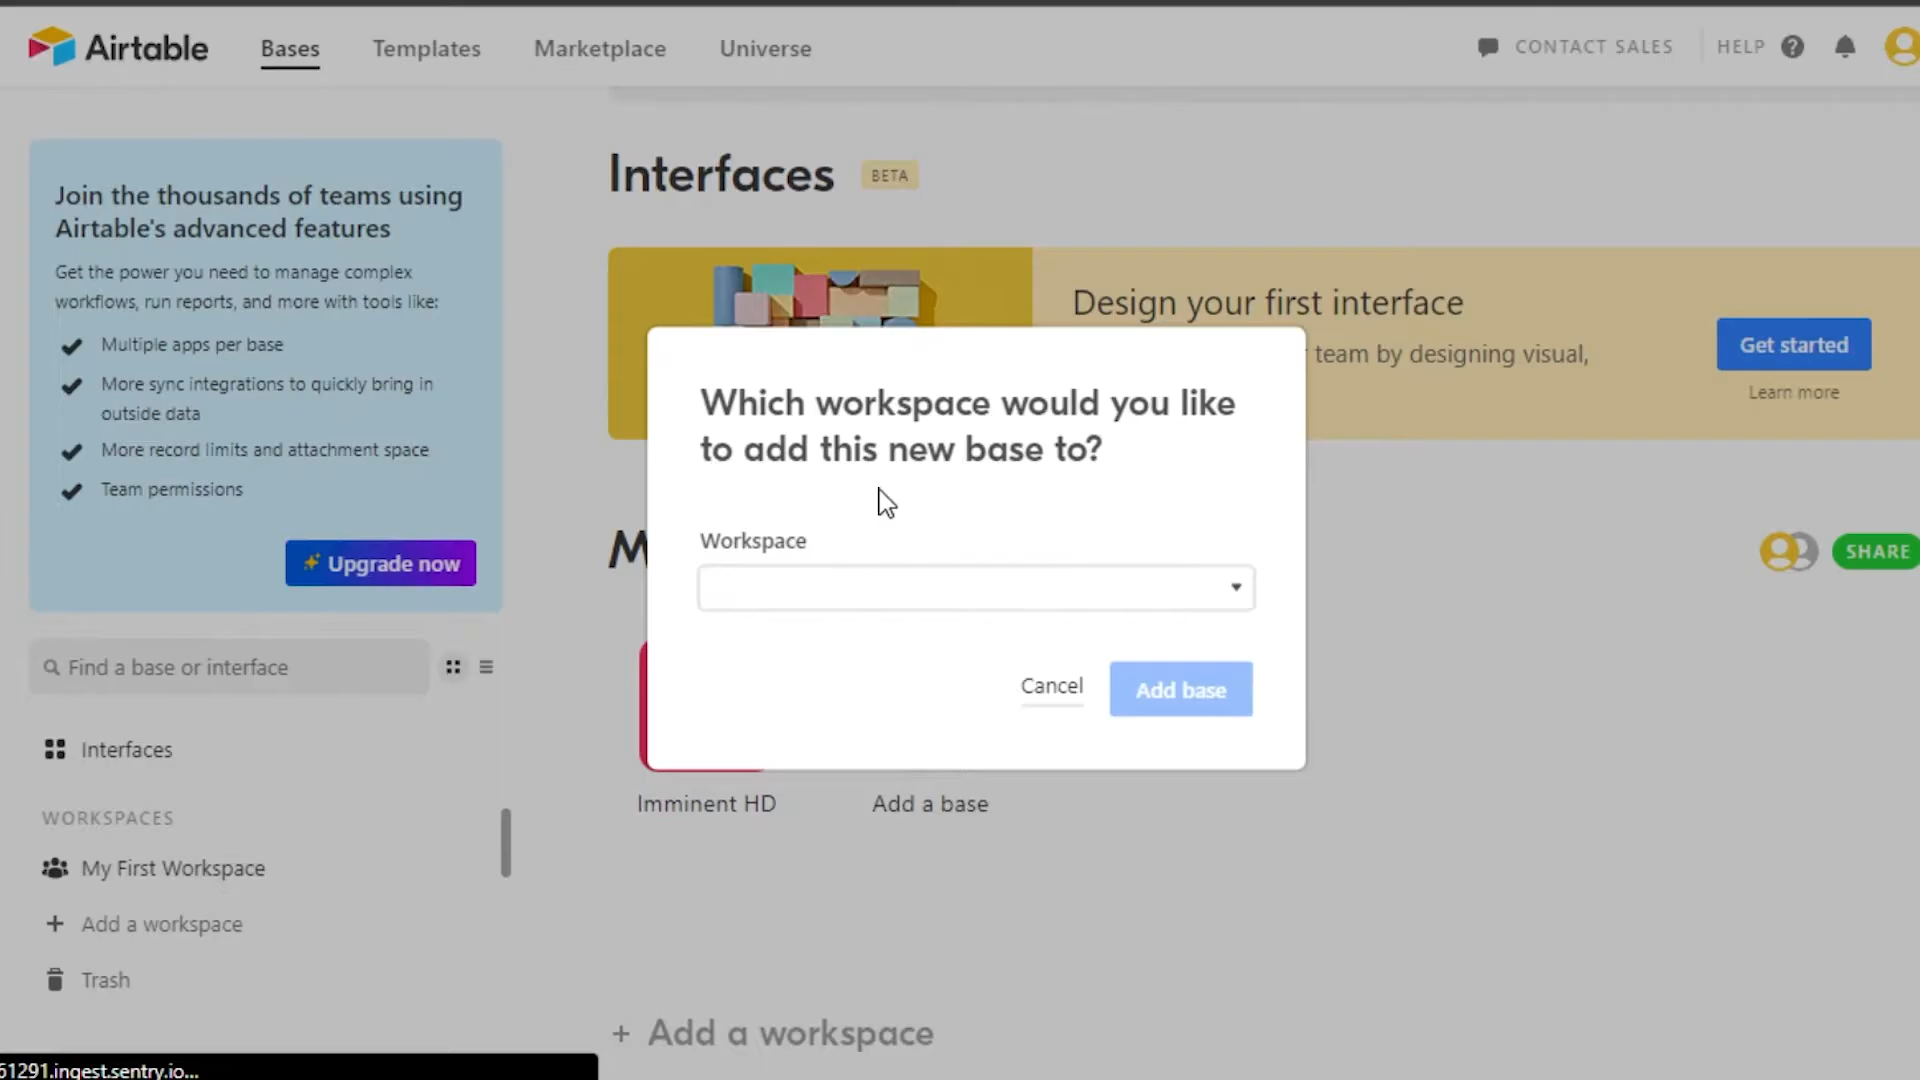 Airtable
Bases
Templates
Marketplace
Universe
CONTACT SALES
HELP
Join the thousands of teams using
Airtable's advanced features
Get the power you need to manage complex
workflows, run reports, and more with tools like:
Multiple apps per base
More sync integrations to quickly bring in
outside data
More record limits and attachment space
Team permissions
Upgrade now
Find a base or interface
Interfaces
WORKSPACES
My First Workspace
Add a workspace
Trash
Interfaces
BETA
Design your first interface
team by designing visual,
Get started
Learn more
Which workspace would you like
to add this new base to?
Workspace
Cancel
Add base
M
SHARE
Imminent HD
Add a base
+ Add a workspace
51291.ingest.sentry.io...